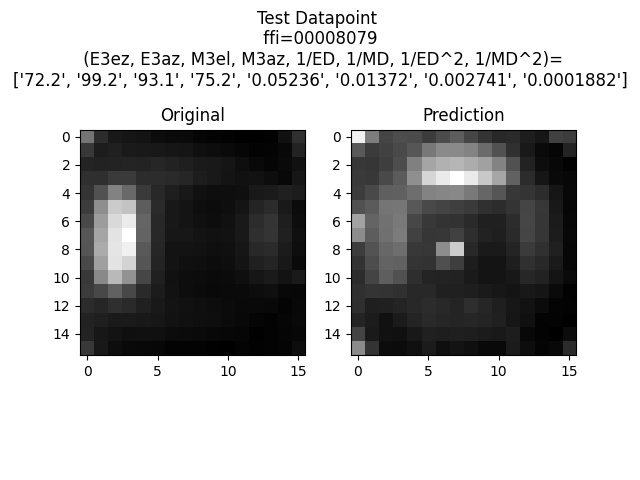 Test Datapoint
ffi=00008079
(E3ez, E3az, M3el, M3az, 1/ED, 1/MD, 1/ED^2, 1/MD^2)=
['72.2', '99.2', '93.1', '75.2', '0.05236', '0.01372', '0.002741', '0.0001882']
Original
0
2
4
6
8
10
12
14
0 5 10 15
Prediction
0
2
4
6
8
10
12
14
0 5 10 15